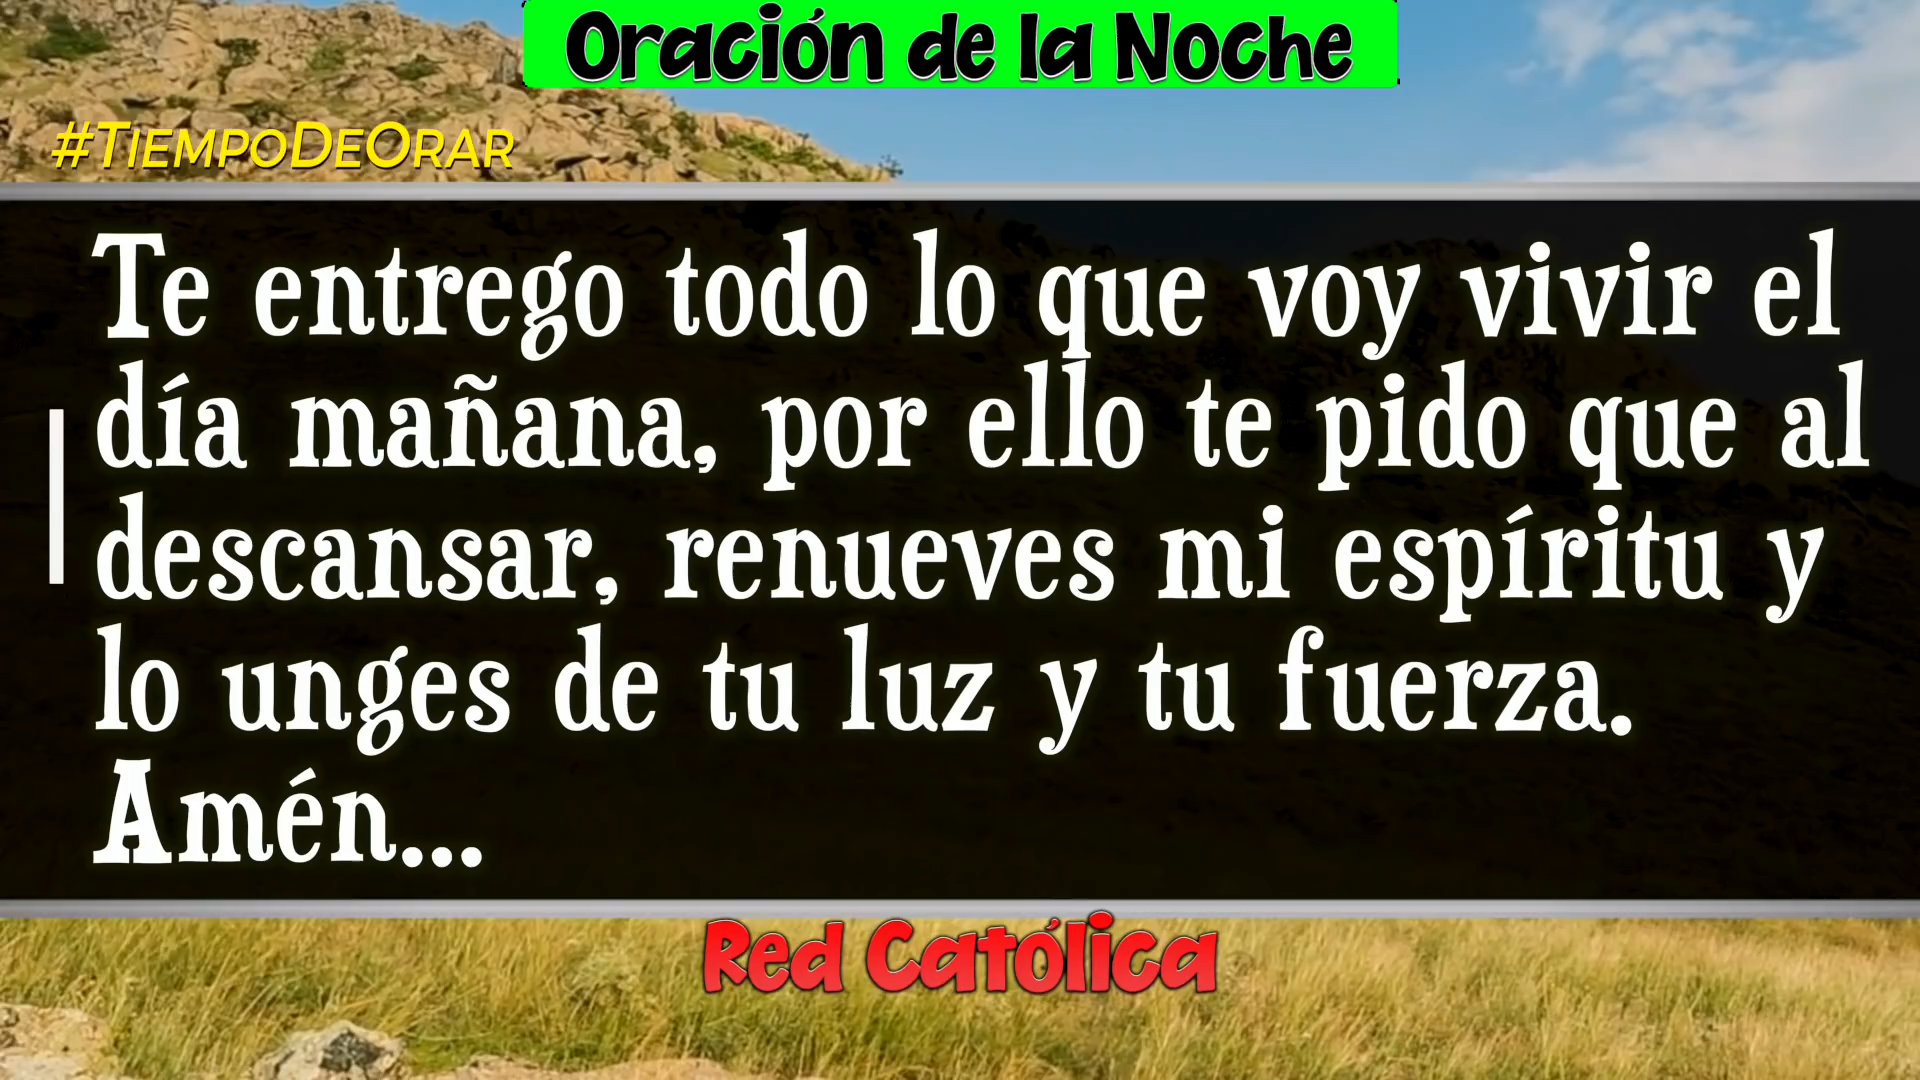 Oración de la Noche
#TiempoDeOrar
Te entrego todo lo que voy vivir el
día mañana, por ello te pido que al
descansar, renueves mi espíritu y
lo unges de tu luz y tu fuerza.
Amén...
Red Católica